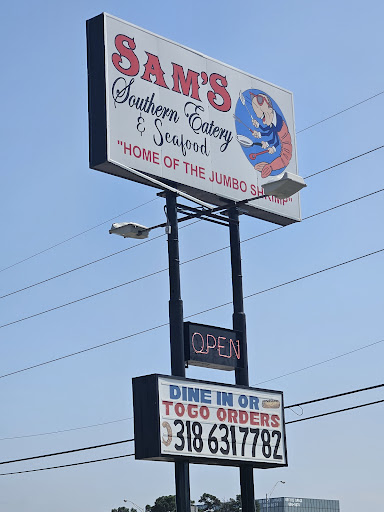 SAM'S
Southern Eatery
& Seafood
"HOME OF THE JUMBO SHRIMP"
OPEN
DINE IN OR
TOGO ORDERS
318 6317782